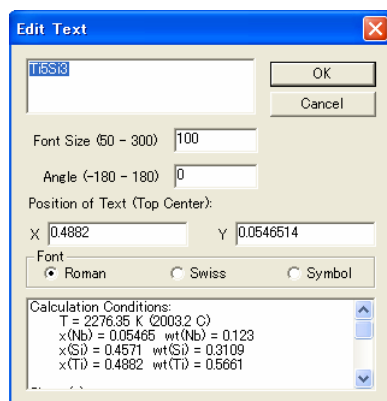 Edit Text
Ti5Si3
OK
Cancel
Font Size (50 - 300) 100
Angle (-180 - 180) 0
Position of Text (Top Center):
X 0.4882 Y 0.0546514
Font
Roman Swiss Symbol
Calculation Conditions:
T = 2276.35 K (2003.2 C)
x(Nb) = 0.05465 wt(Nb) = 0.123
x(Si) = 0.4571 wt(Si) = 0.3109
x(Ti) = 0.4882 wt(Ti) = 0.5661